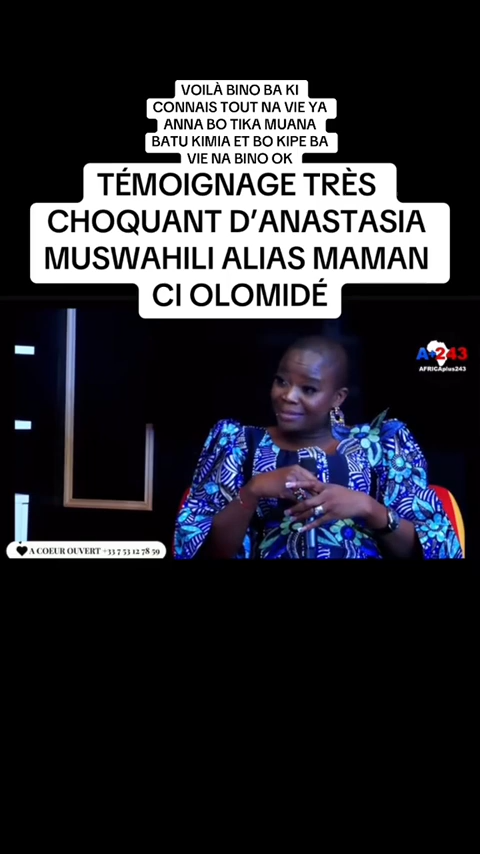 VOILÀ BINO BA KI
CONNAIS TOUT NA VIE YA
ANNA BO TIKA MUANA
BATU KIMIA ET BO KIPE BA
VIE NA BINO OK
TÉMOIGNAGE TRÈS
CHOQUANT D’ANASTASIA
MUSWAHILI ALIAS MAMAN
CI OLOMIDÉ
A+243
AFRICAplus243
A COEUR OUVERT +33 7 53 12 78 59